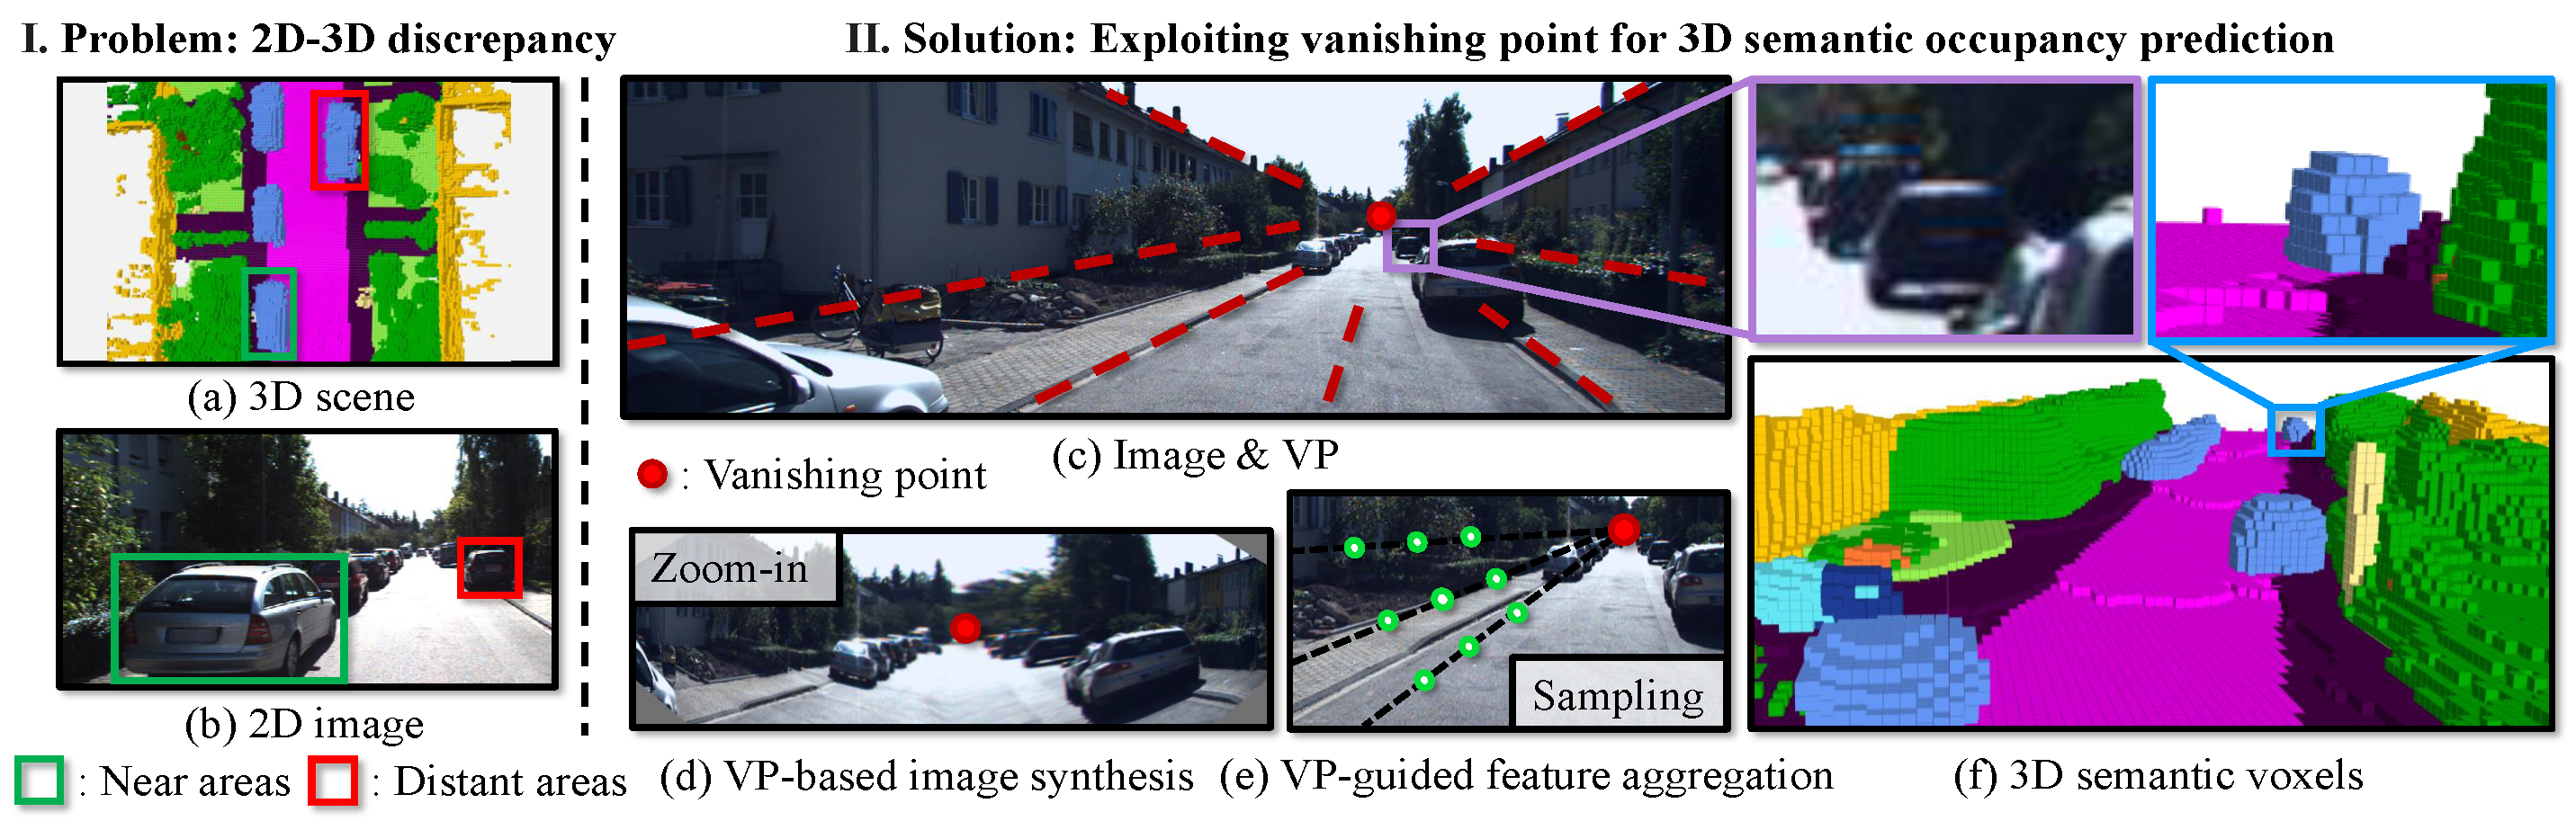 I. Problem: 2D-3D discrepancy
II. Solution: Exploiting vanishing point for 3D semantic occupancy prediction
(a) 3D scene
(b) 2D image
: Near areas : Distant areas
(c) Image & VP
: Vanishing point
Zoom-in
Sampling
(d) VP-based image synthesis
(e) VP-guided feature aggregation
(f) 3D semantic voxels